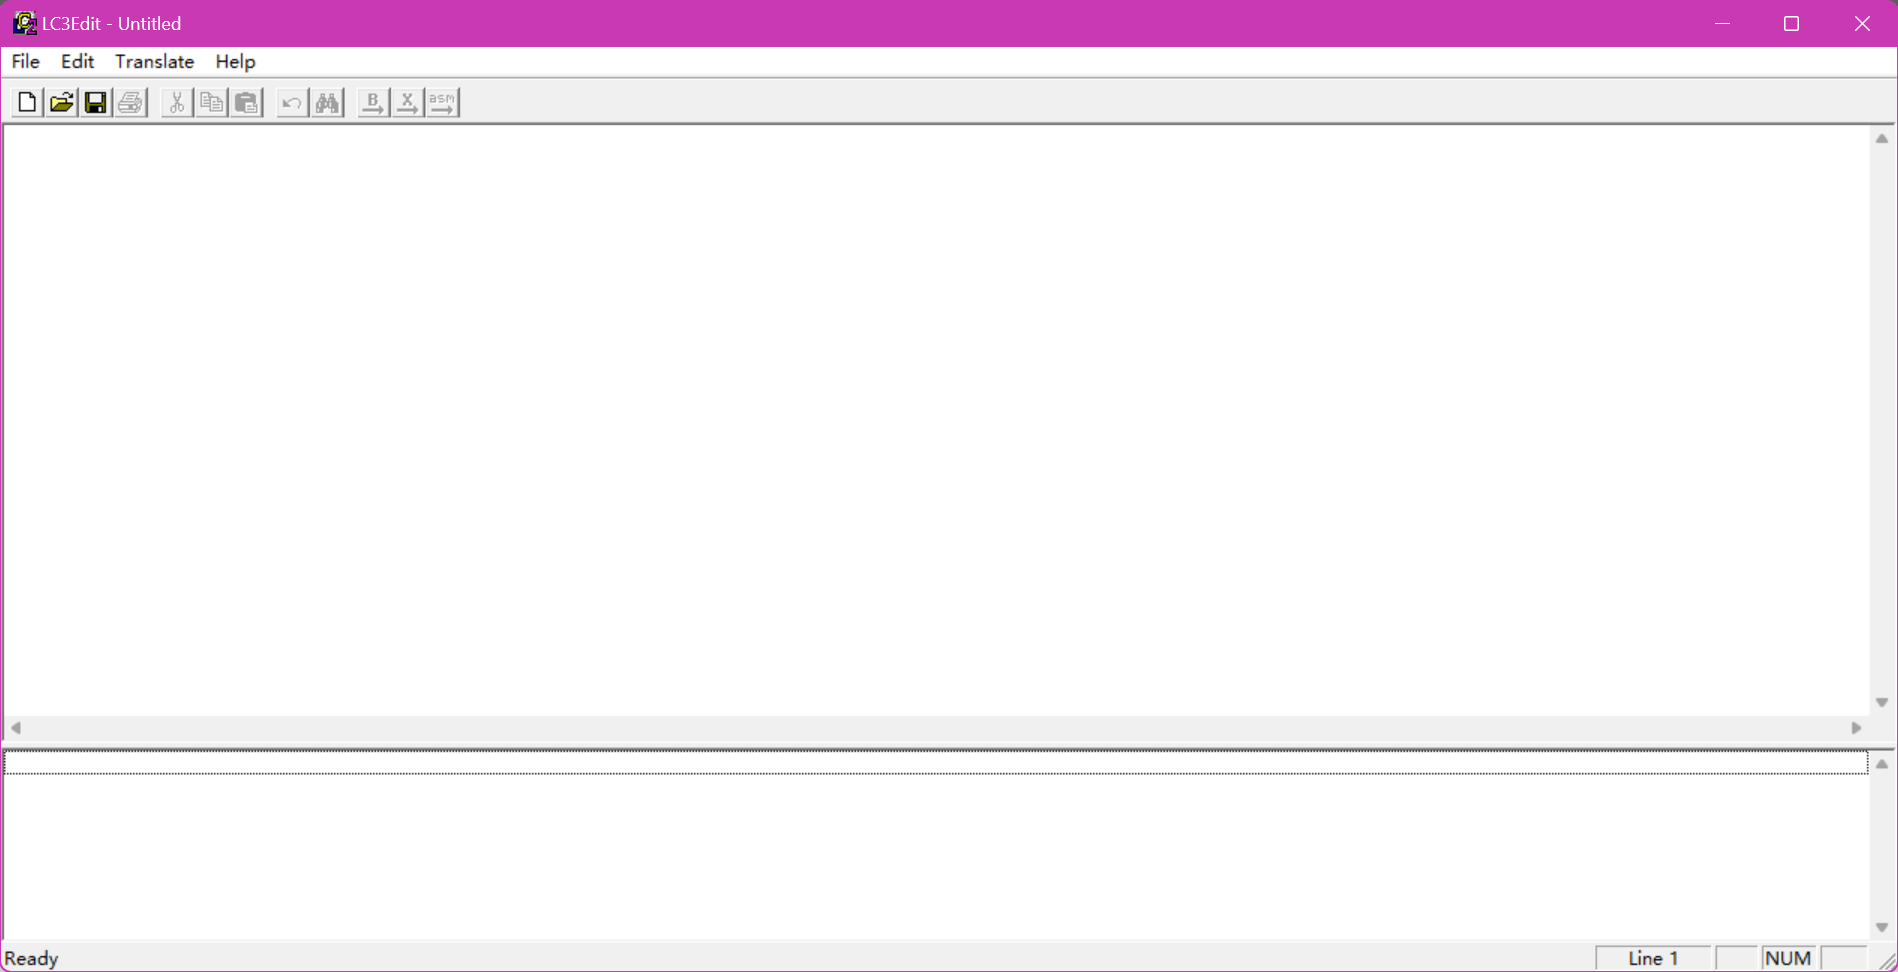 LC3Edit - Untitled
File Edit Translate Help
B X asm
Ready Line 1 NUM